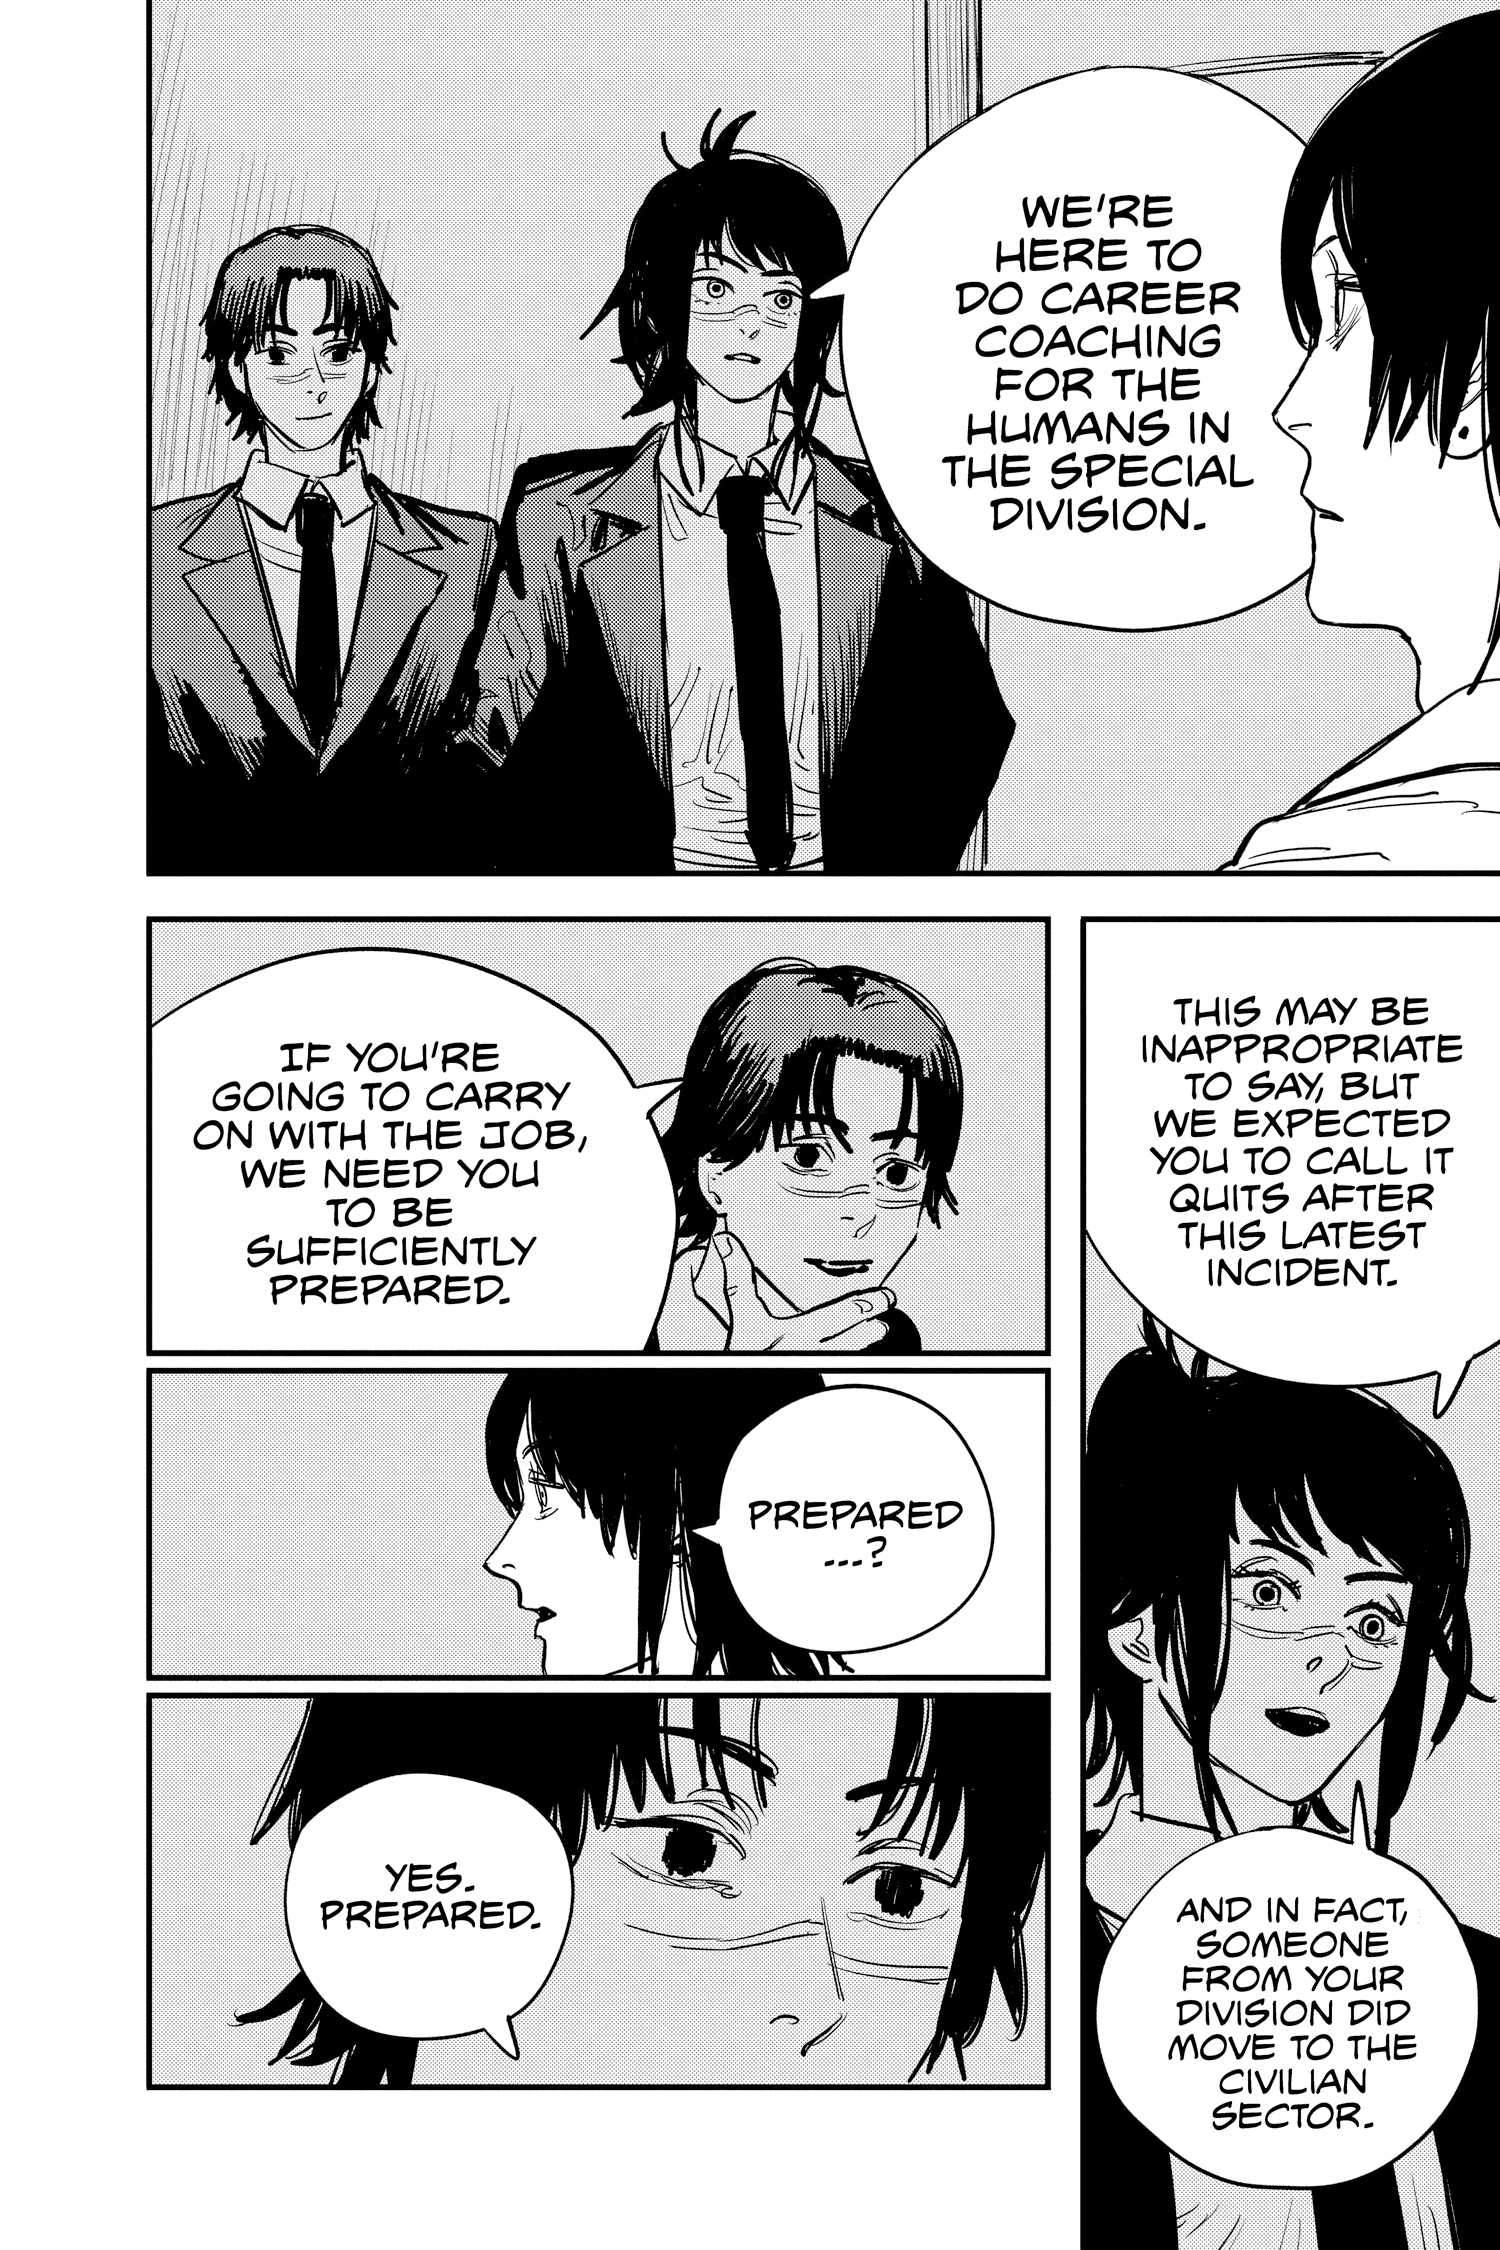 WE'RE
HERE TO
DO CAREER
COACHING
FOR THE
HUMANS IN
THE SPECIAL
DIVISION.
THIS MAY BE
INAPPROPRIATE
TO SAY, BUT
WE EXPECTED
YOU TO CALL IT
QUITS AFTER
THIS LATEST
INCIDENT.
AND IN FACT,
SOMEONE
FROM YOUR
DIVISION DID
MOVE TO THE
CIVILIAN
SECTOR.
IF YOU'RE
GOING TO CARRY
ON WITH THE JOB,
WE NEED YOU
TO BE
SUFFICIENTLY
PREPARED.
PREPARED
...?
YES.
PREPARED.